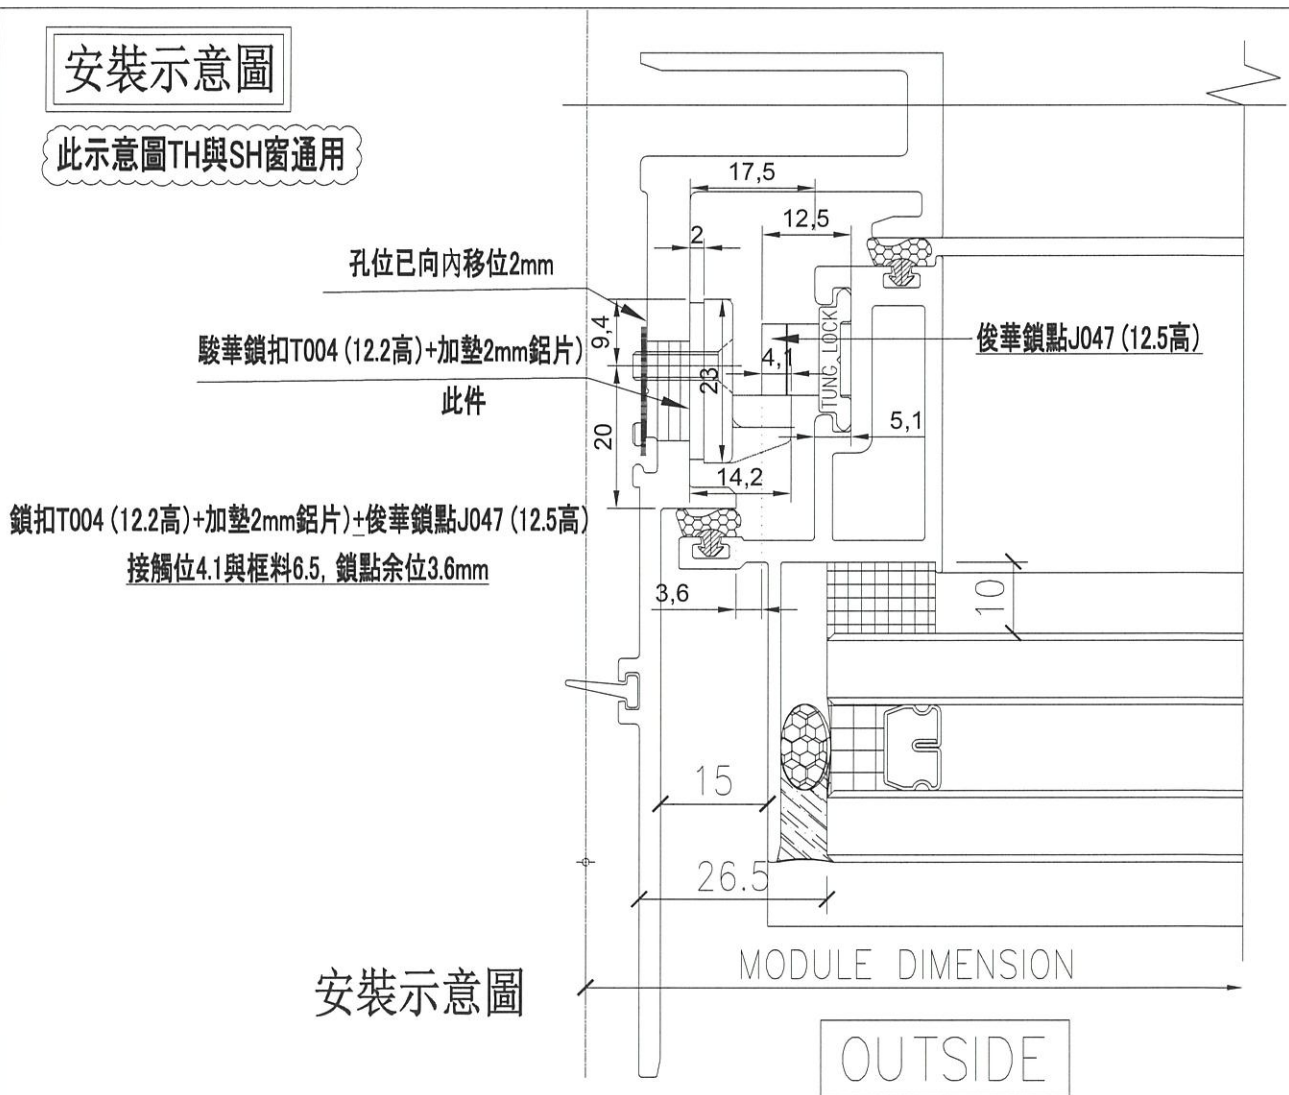 安裝示意圖
此示意圖TH與SH窗通用
17,5
12,5
2
孔位已向內移位2mm
9,4
駿華鎖扣T004 (12.2高)+加墊2mm鋁片)
此件
4,1
TUNG LOCK
俊華鎖點J047 (12.5高)
23
20
5,1
14,2
鎖扣T004 (12.2高)+加墊2mm鋁片)+俊華鎖點J047 (12.5高)
接觸位4.1與框料6.5, 鎖點余位3.6mm
3,6
10
15
26.5
MODULE DIMENSION
安裝示意圖
OUTSIDE